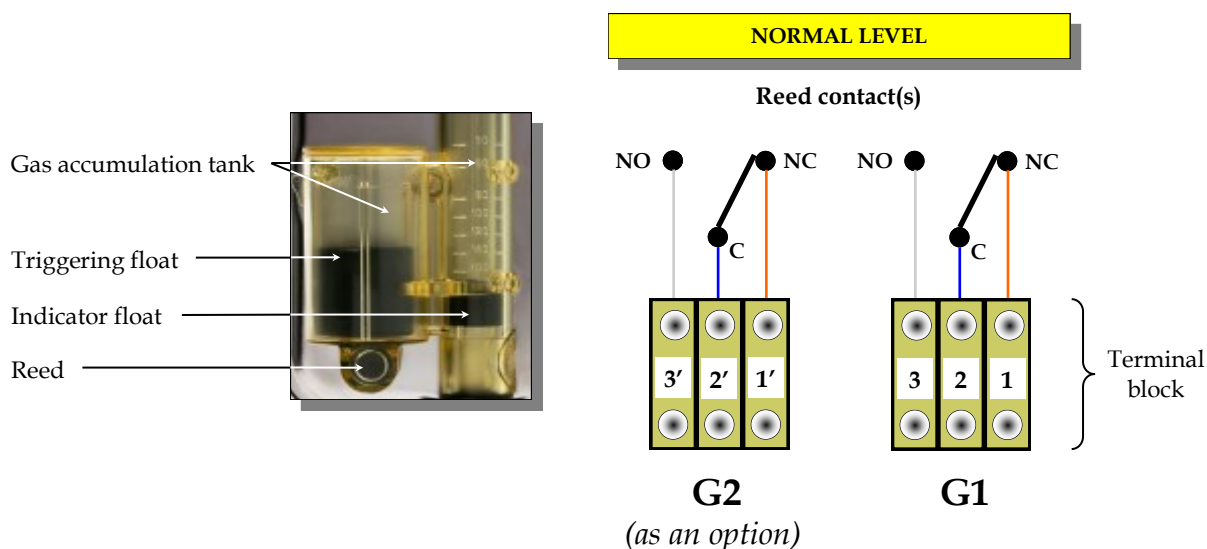 NORMAL LEVEL
Reed contact(s)
Gas accumulation tank
Triggering float
Indicator float
Reed
NO
NC
C
NO
NC
C
3′
2′
1′
3
2
1
Terminal
block
G2
(as an option)
G1